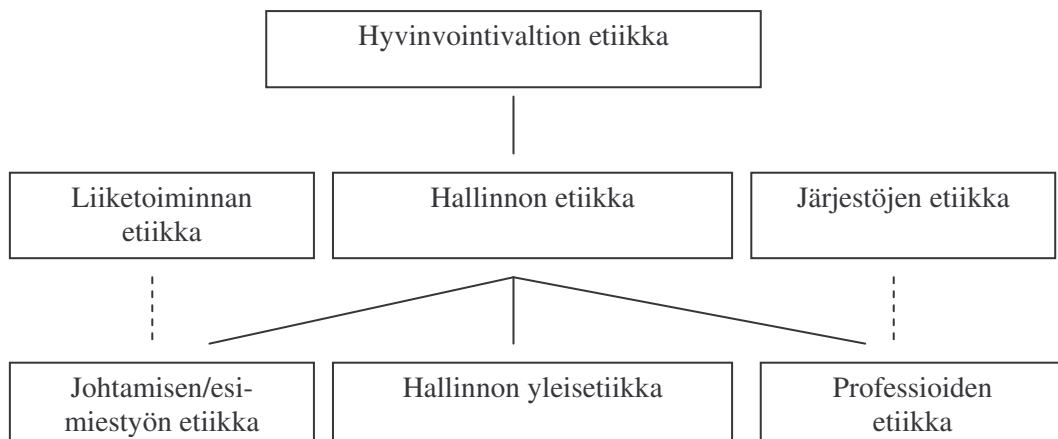 Hyvinvointivaltion etiikka
Liiketoiminnan
etiikka
Hallinnon etiikka
Järjestöjen etiikka
Johtamisen/esi-
miestyön etiikka
Hallinnon yleisetiikka
Professioiden
etiikka